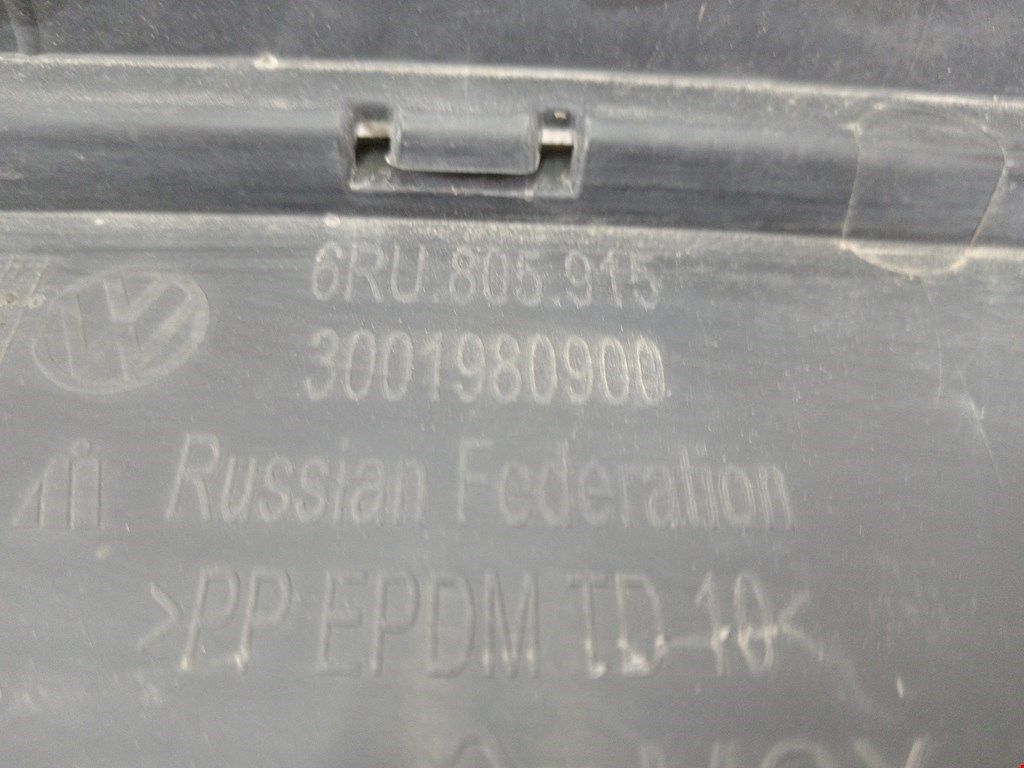 6RU.805.915
3001980900
Russian Federation
>PP EPDM TD 10<